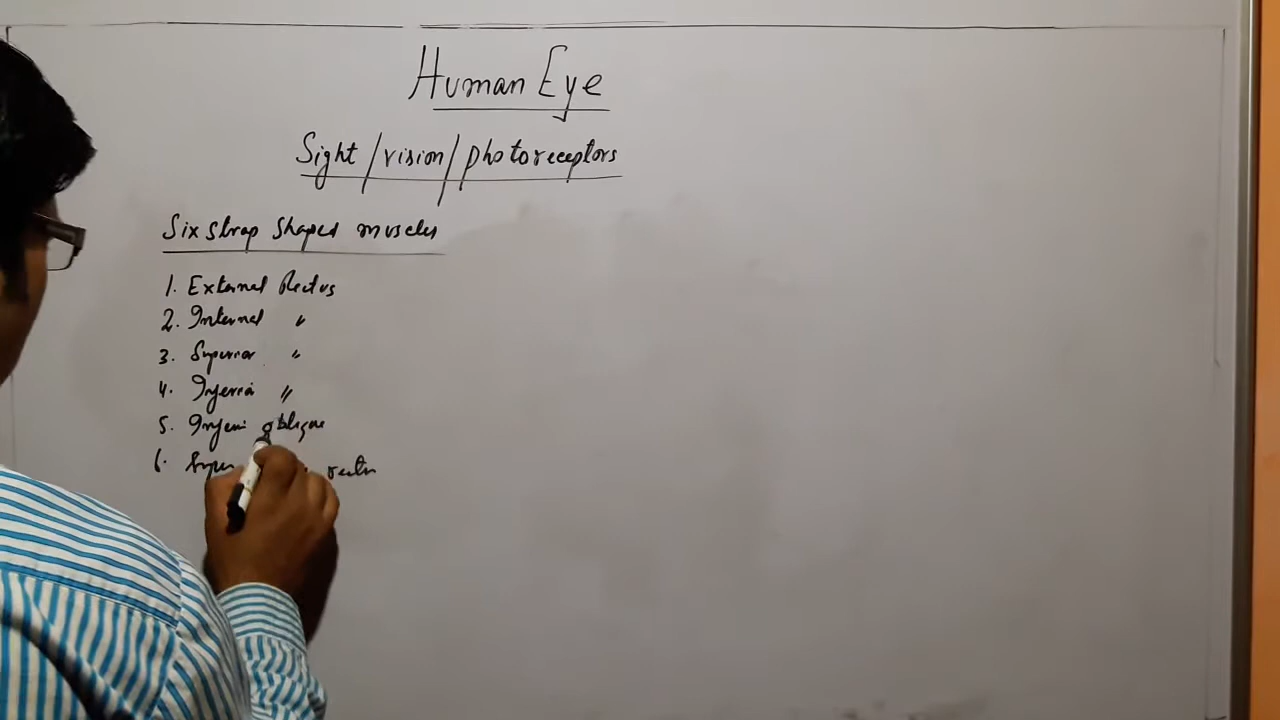 Human Eye
Sight/vision/photoreceptors
Six strap shaped muscles
1. External Rectus
2. Internal "
3. Superior "
4. Inferior "
5. oblique
6.